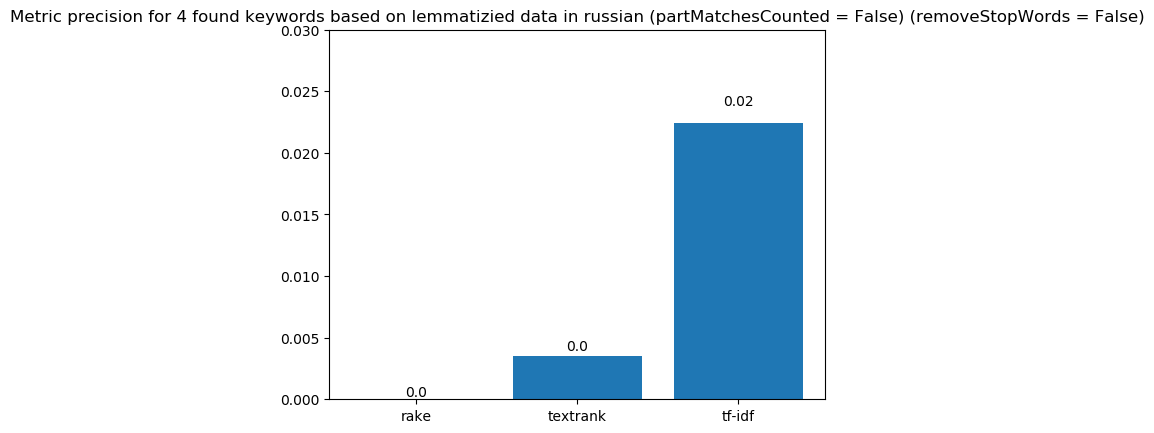 Metric precision for 4 found keywords based on lemmatizied data in russian (partMatchesCounted = False) (removeStopWords = False)
0.030
0.025
0.020
0.015
0.010
0.005
0.000
0.0
0.0
0.02
rake
textrank
tf-idf